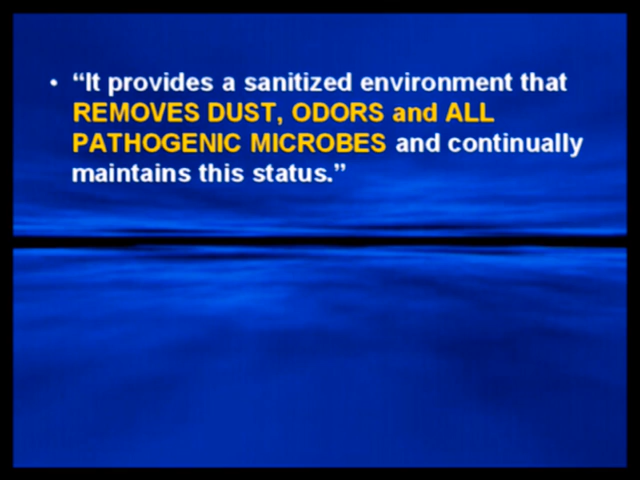 • “It provides a sanitized environment that
REMOVES DUST, ODORS and ALL
PATHOGENIC MICROBES and continually
maintains this status.”